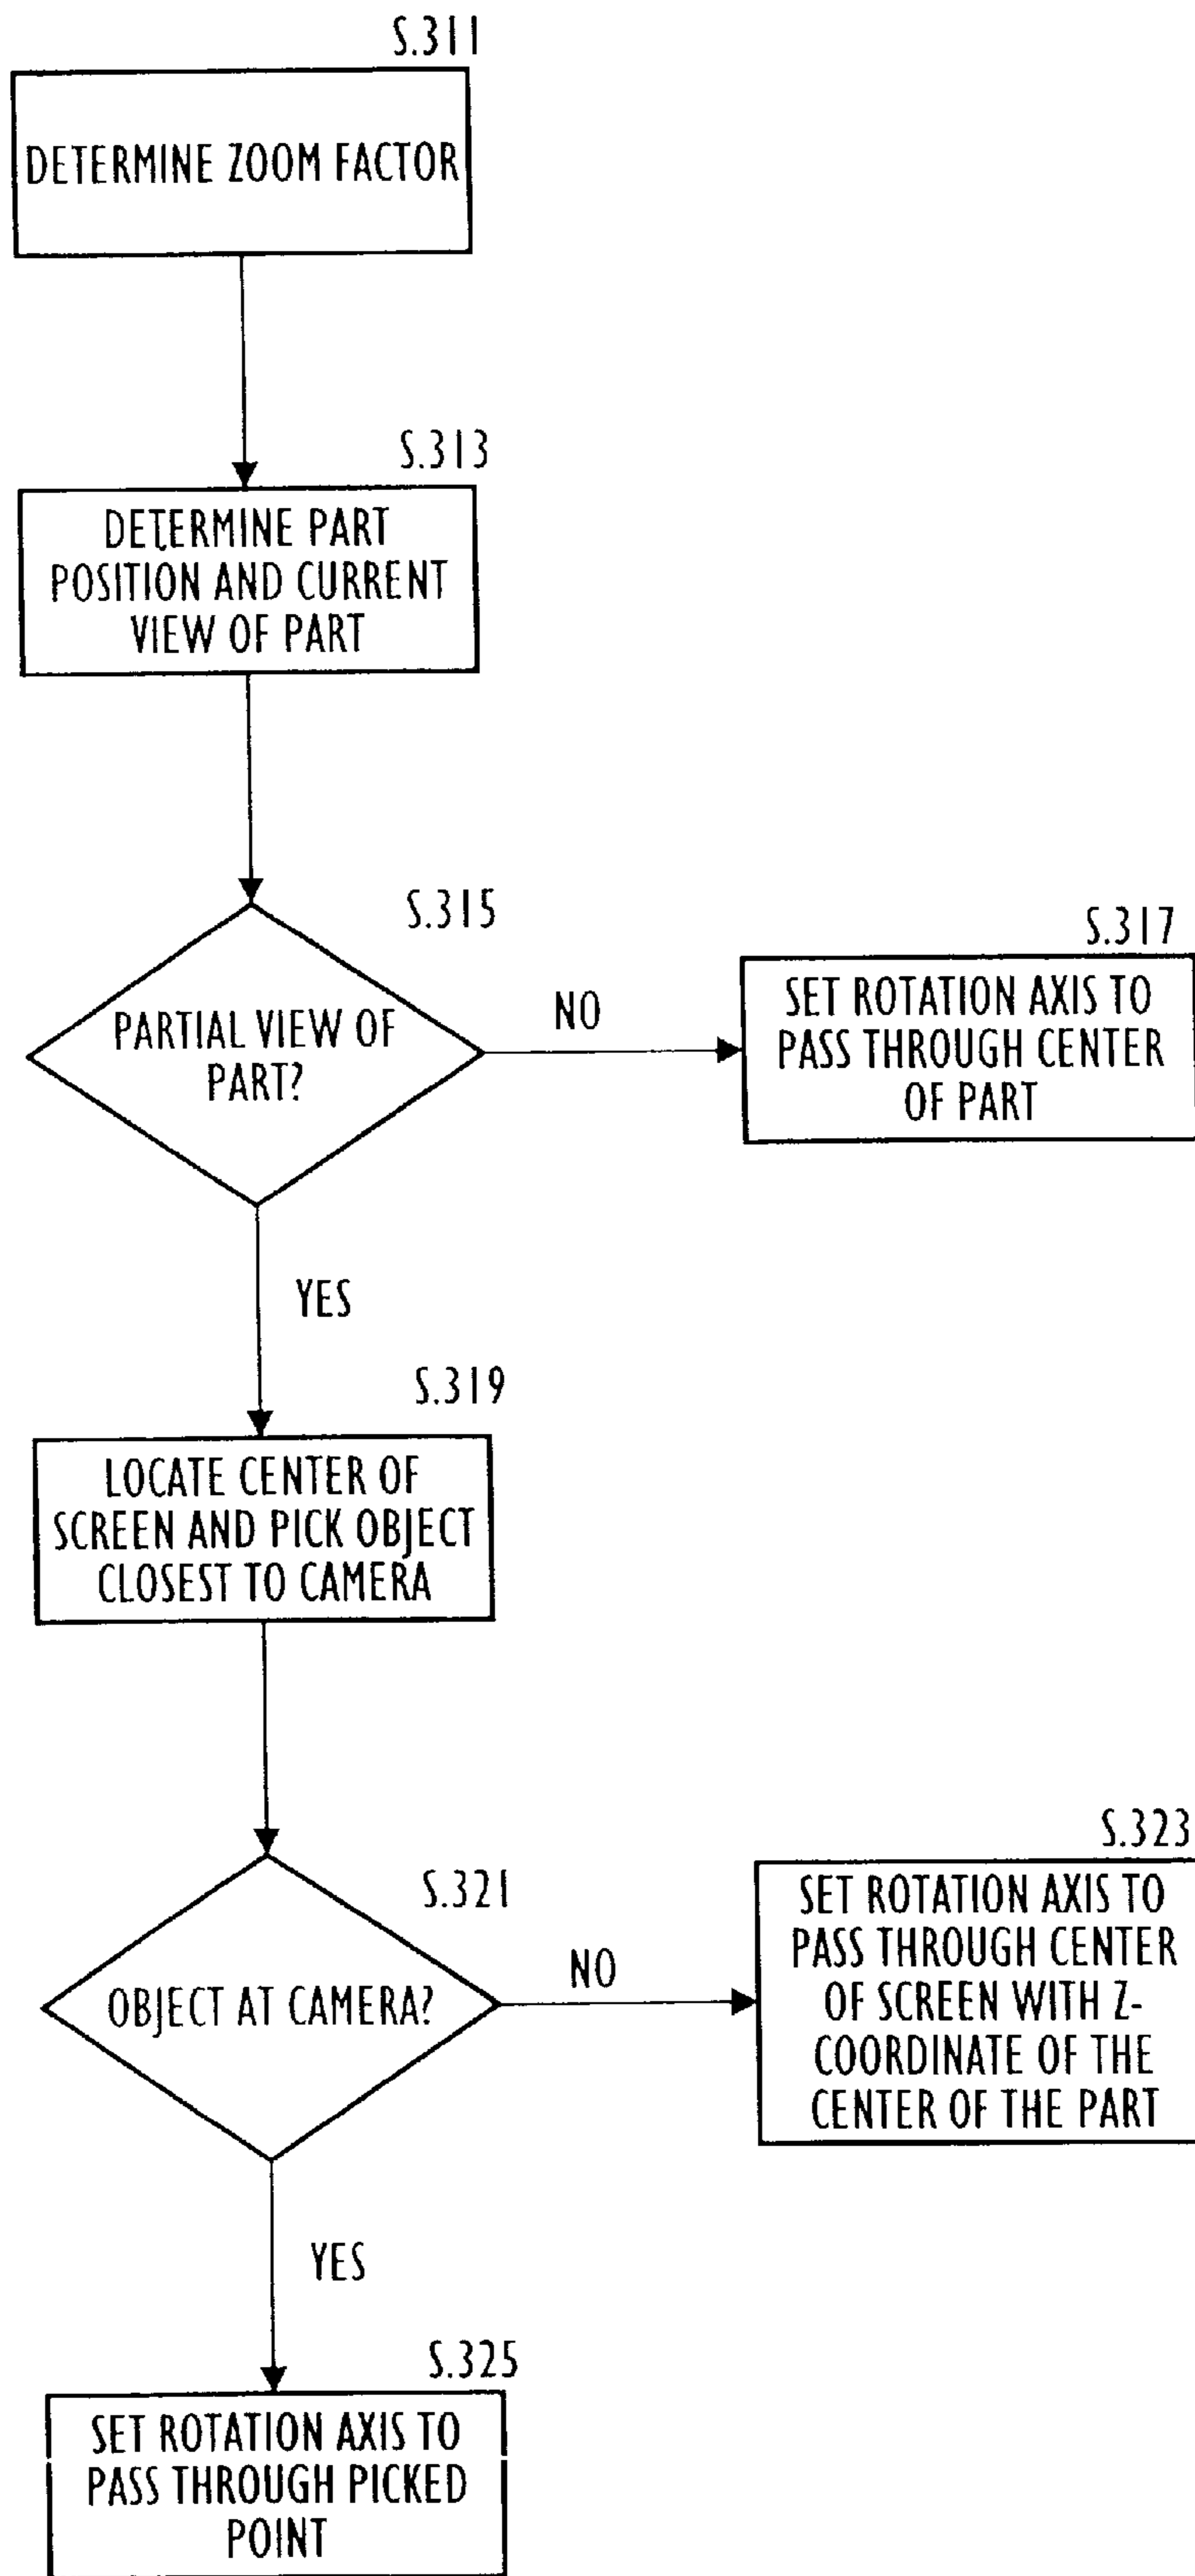 S.311
DETERMINE ZOOM FACTOR
S.313
DETERMINE PART
POSITION AND CURRENT
VIEW OF PART
S.315
PARTIAL VIEW OF
PART?
NO
S.317
SET ROTATION AXIS TO
PASS THROUGH CENTER
OF PART
YES
S.319
LOCATE CENTER OF
SCREEN AND PICK OBJECT
CLOSEST TO CAMERA
S.321
OBJECT AT CAMERA?
NO
S.323
SET ROTATION AXIS TO
PASS THROUGH CENTER
OF SCREEN WITH Z-
COORDINATE OF THE
CENTER OF THE PART
YES
S.325
SET ROTATION AXIS TO
PASS THROUGH PICKED
POINT